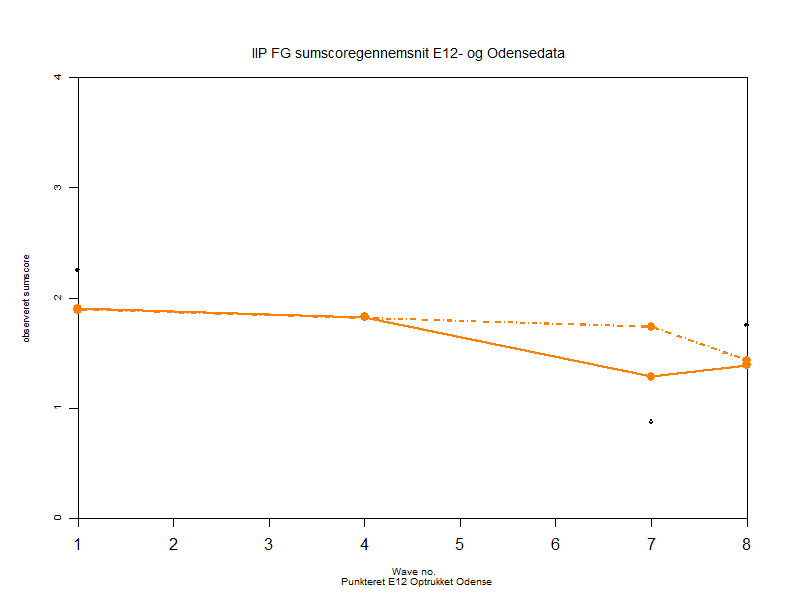 IIP FG sumscoregennemsnit E12- og Odensedata
4
3
2
1
0
observeret sumscore
1 2 3 4 5 6 7 8
Wave no.
Punkteret E12 Optrukket Odense